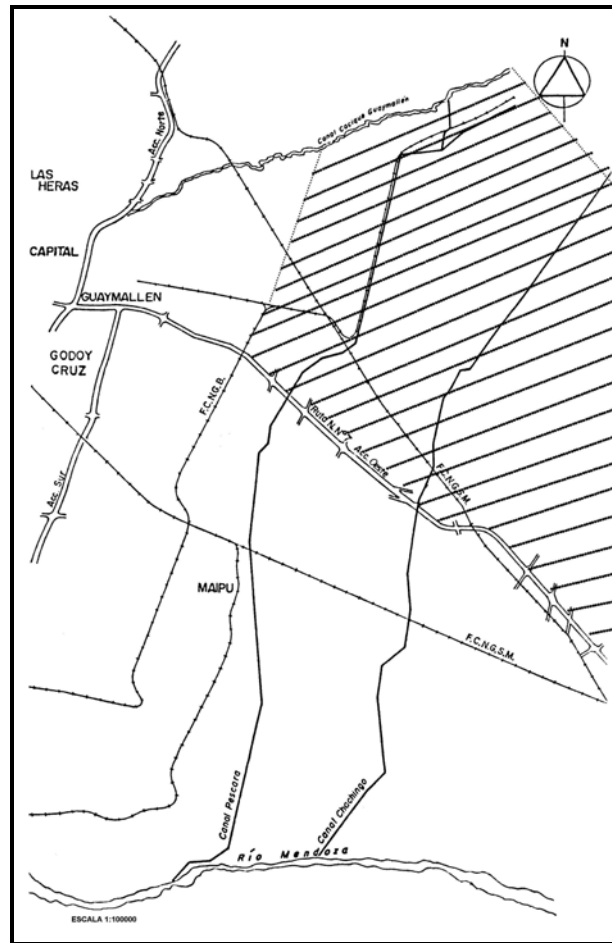 N
Canal Cacique Guaymallén
Acc. Norte
LAS
HERAS
CAPITAL
GUAYMALLEN
GODOY
CRUZ
F.C.N.G.B.
Ruta N. Nº 7
Acc. Oeste
F.C.N.G.S.M.
Acc. Sur
MAIPU
F.C.N.G.S.M.
Canal Pescara
Canal Chachingo
Río Mendoza
ESCALA 1:100000